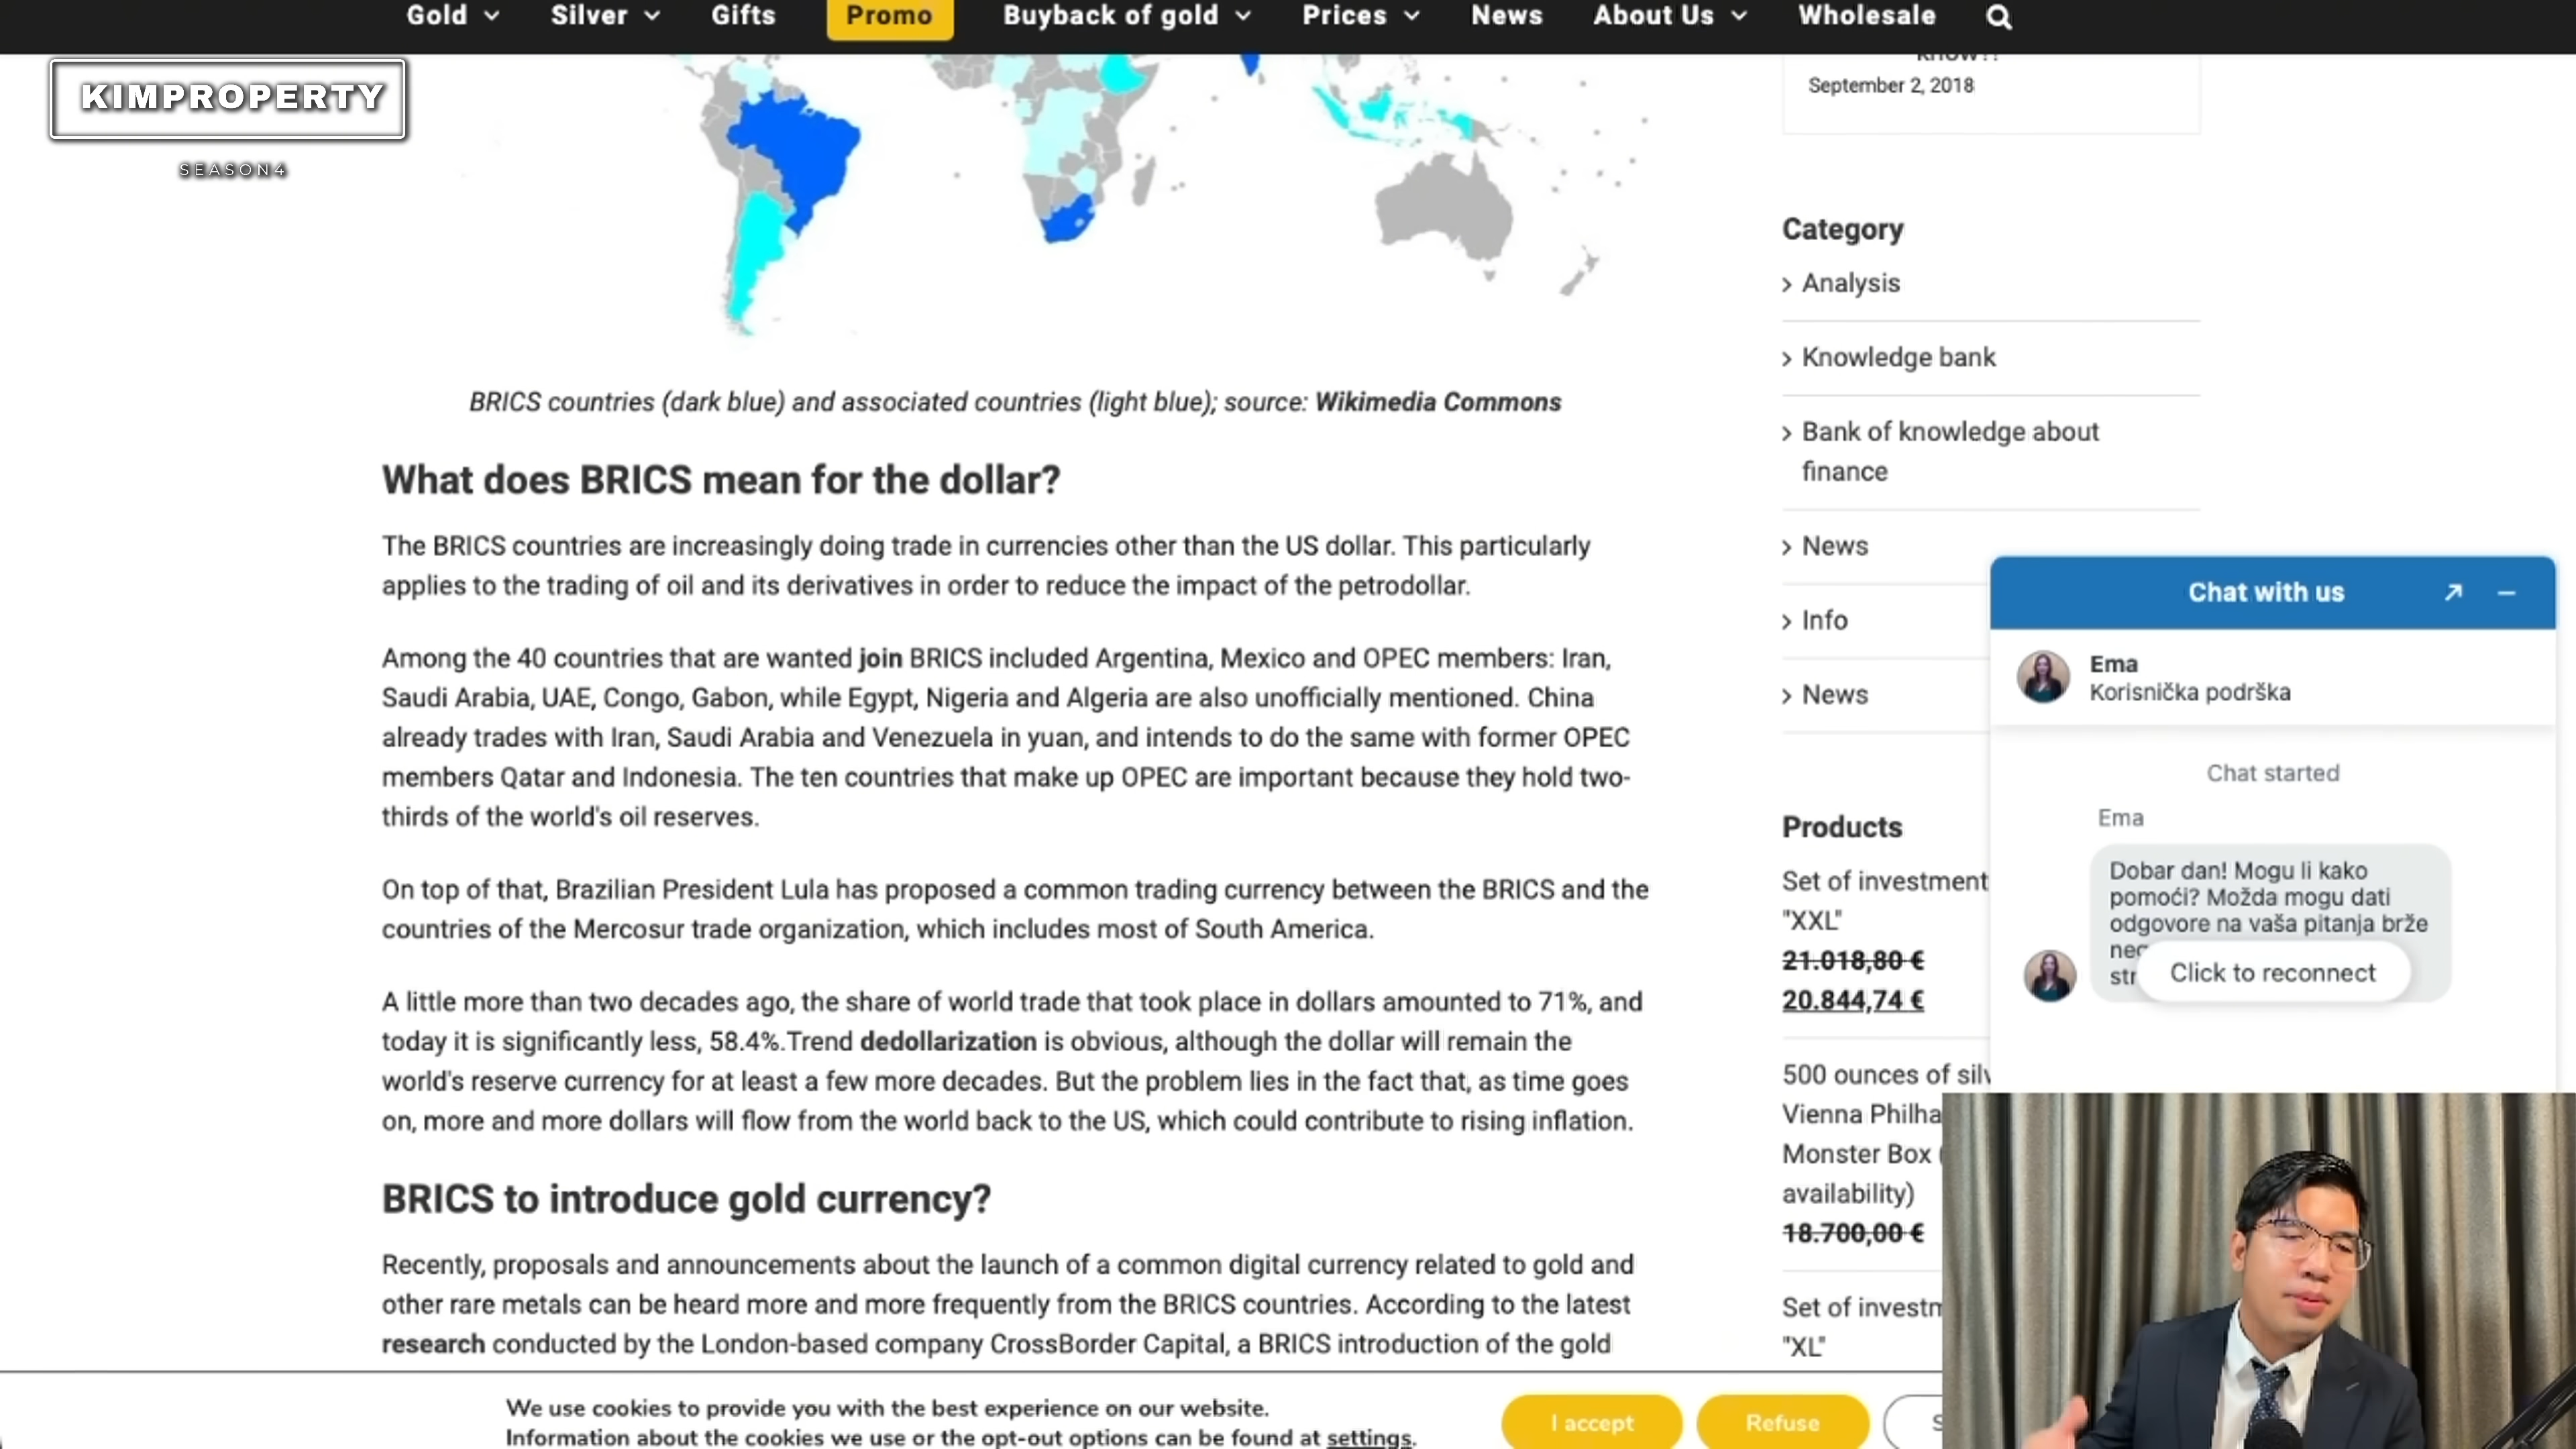 Gold
Silver
Gifts
Promo
Buyback of gold
Prices
News
About Us
Wholesale
KIMPROPERTY
SEASON4
BRICS countries (dark blue) and associated countries (light blue); source: Wikimedia Commons
What does BRICS mean for the dollar?
The BRICS countries are increasingly doing trade in currencies other than the US dollar. This particularly
applies to the trading of oil and its derivatives in order to reduce the impact of the petrodollar.
Among the 40 countries that are wanted join BRICS included Argentina, Mexico and OPEC members: Iran,
Saudi Arabia, UAE, Congo, Gabon, while Egypt, Nigeria and Algeria are also unofficially mentioned. China
already trades with Iran, Saudi Arabia and Venezuela in yuan, and intends to do the same with former OPEC
members Qatar and Indonesia. The ten countries that make up OPEC are important because they hold two-
thirds of the world's oil reserves.
On top of that, Brazilian President Lula has proposed a common trading currency between the BRICS and the
countries of the Mercosur trade organization, which includes most of South America.
A little more than two decades ago, the share of world trade that took place in dollars amounted to 71%, and
today it is significantly less, 58.4%.Trend dedollarization is obvious, although the dollar will remain the
world's reserve currency for at least a few more decades. But the problem lies in the fact that, as time goes
on, more and more dollars will flow from the world back to the US, which could contribute to rising inflation.
BRICS to introduce gold currency?
Recently, proposals and announcements about the launch of a common digital currency related to gold and
other rare metals can be heard more and more frequently from the BRICS countries. According to the latest
research conducted by the London-based company CrossBorder Capital, a BRICS introduction of the gold
September 2, 2018
Category
Analysis
Knowledge bank
Bank of knowledge about
finance
News
Info
News
Products
Set of investment
"XXL"
21.018,80 €
20.844,74 €
500 ounces of silv
Vienna Philha
Monster Box (
availability)
18.700,00 €
Set of investm
"XL"
Chat with us
Ema
Korisnička podrška
Chat started
Ema
Dobar dan! Mogu li kako
pomoći? Možda mogu dati
odgovore na vaša pitanja brže
Click to reconnect
We use cookies to provide you with the best experience on our website.
Information about the cookies we use or the opt-out options can be found at settings.
I accept
Refuse